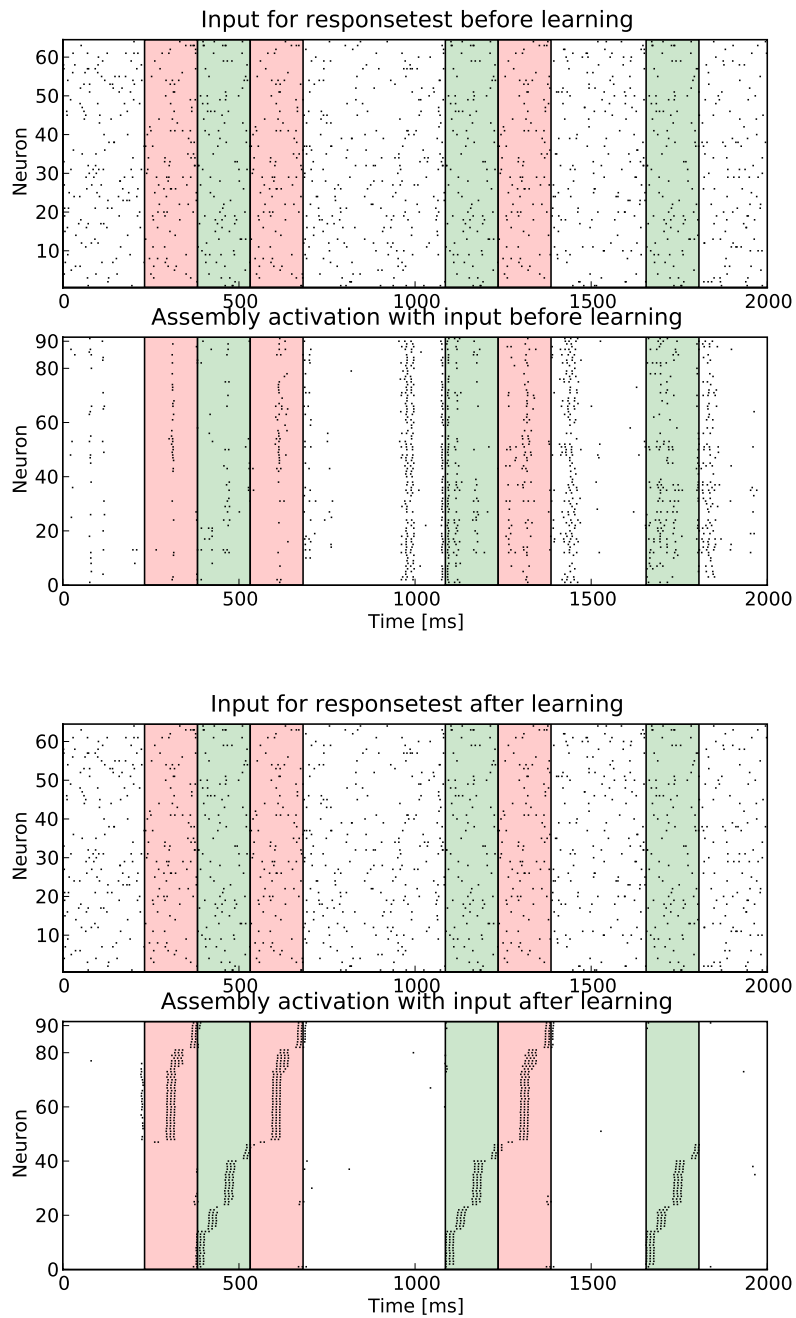 Input for responsetest before learning
60
50
40
30
20
10
Neuron
0 500 1000 1500 2000
Assembly activation with input before learning
90
80
60
40
20
0
Neuron
0 500 1000 1500 2000
Time [ms]
Input for responsetest after learning
60
50
40
30
20
10
Neuron
0 500 1000 1500 2000
Assembly activation with input after learning
90
80
60
40
20
0
Neuron
0 500 1000 1500 2000
Time [ms]